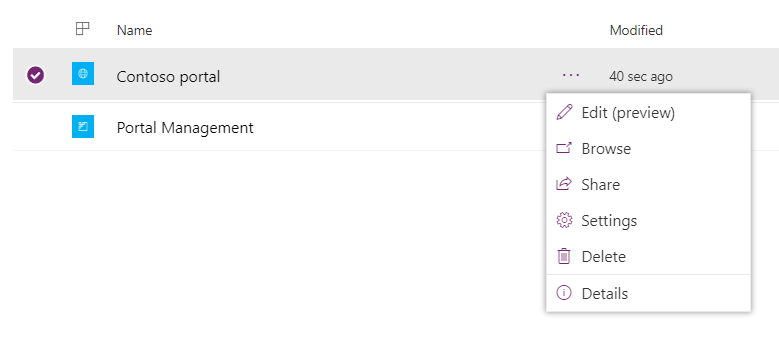 Name Modified
Contoso portal ... 40 sec ago
Portal Management
Edit (preview)
Browse
Share
Settings
Delete
Details